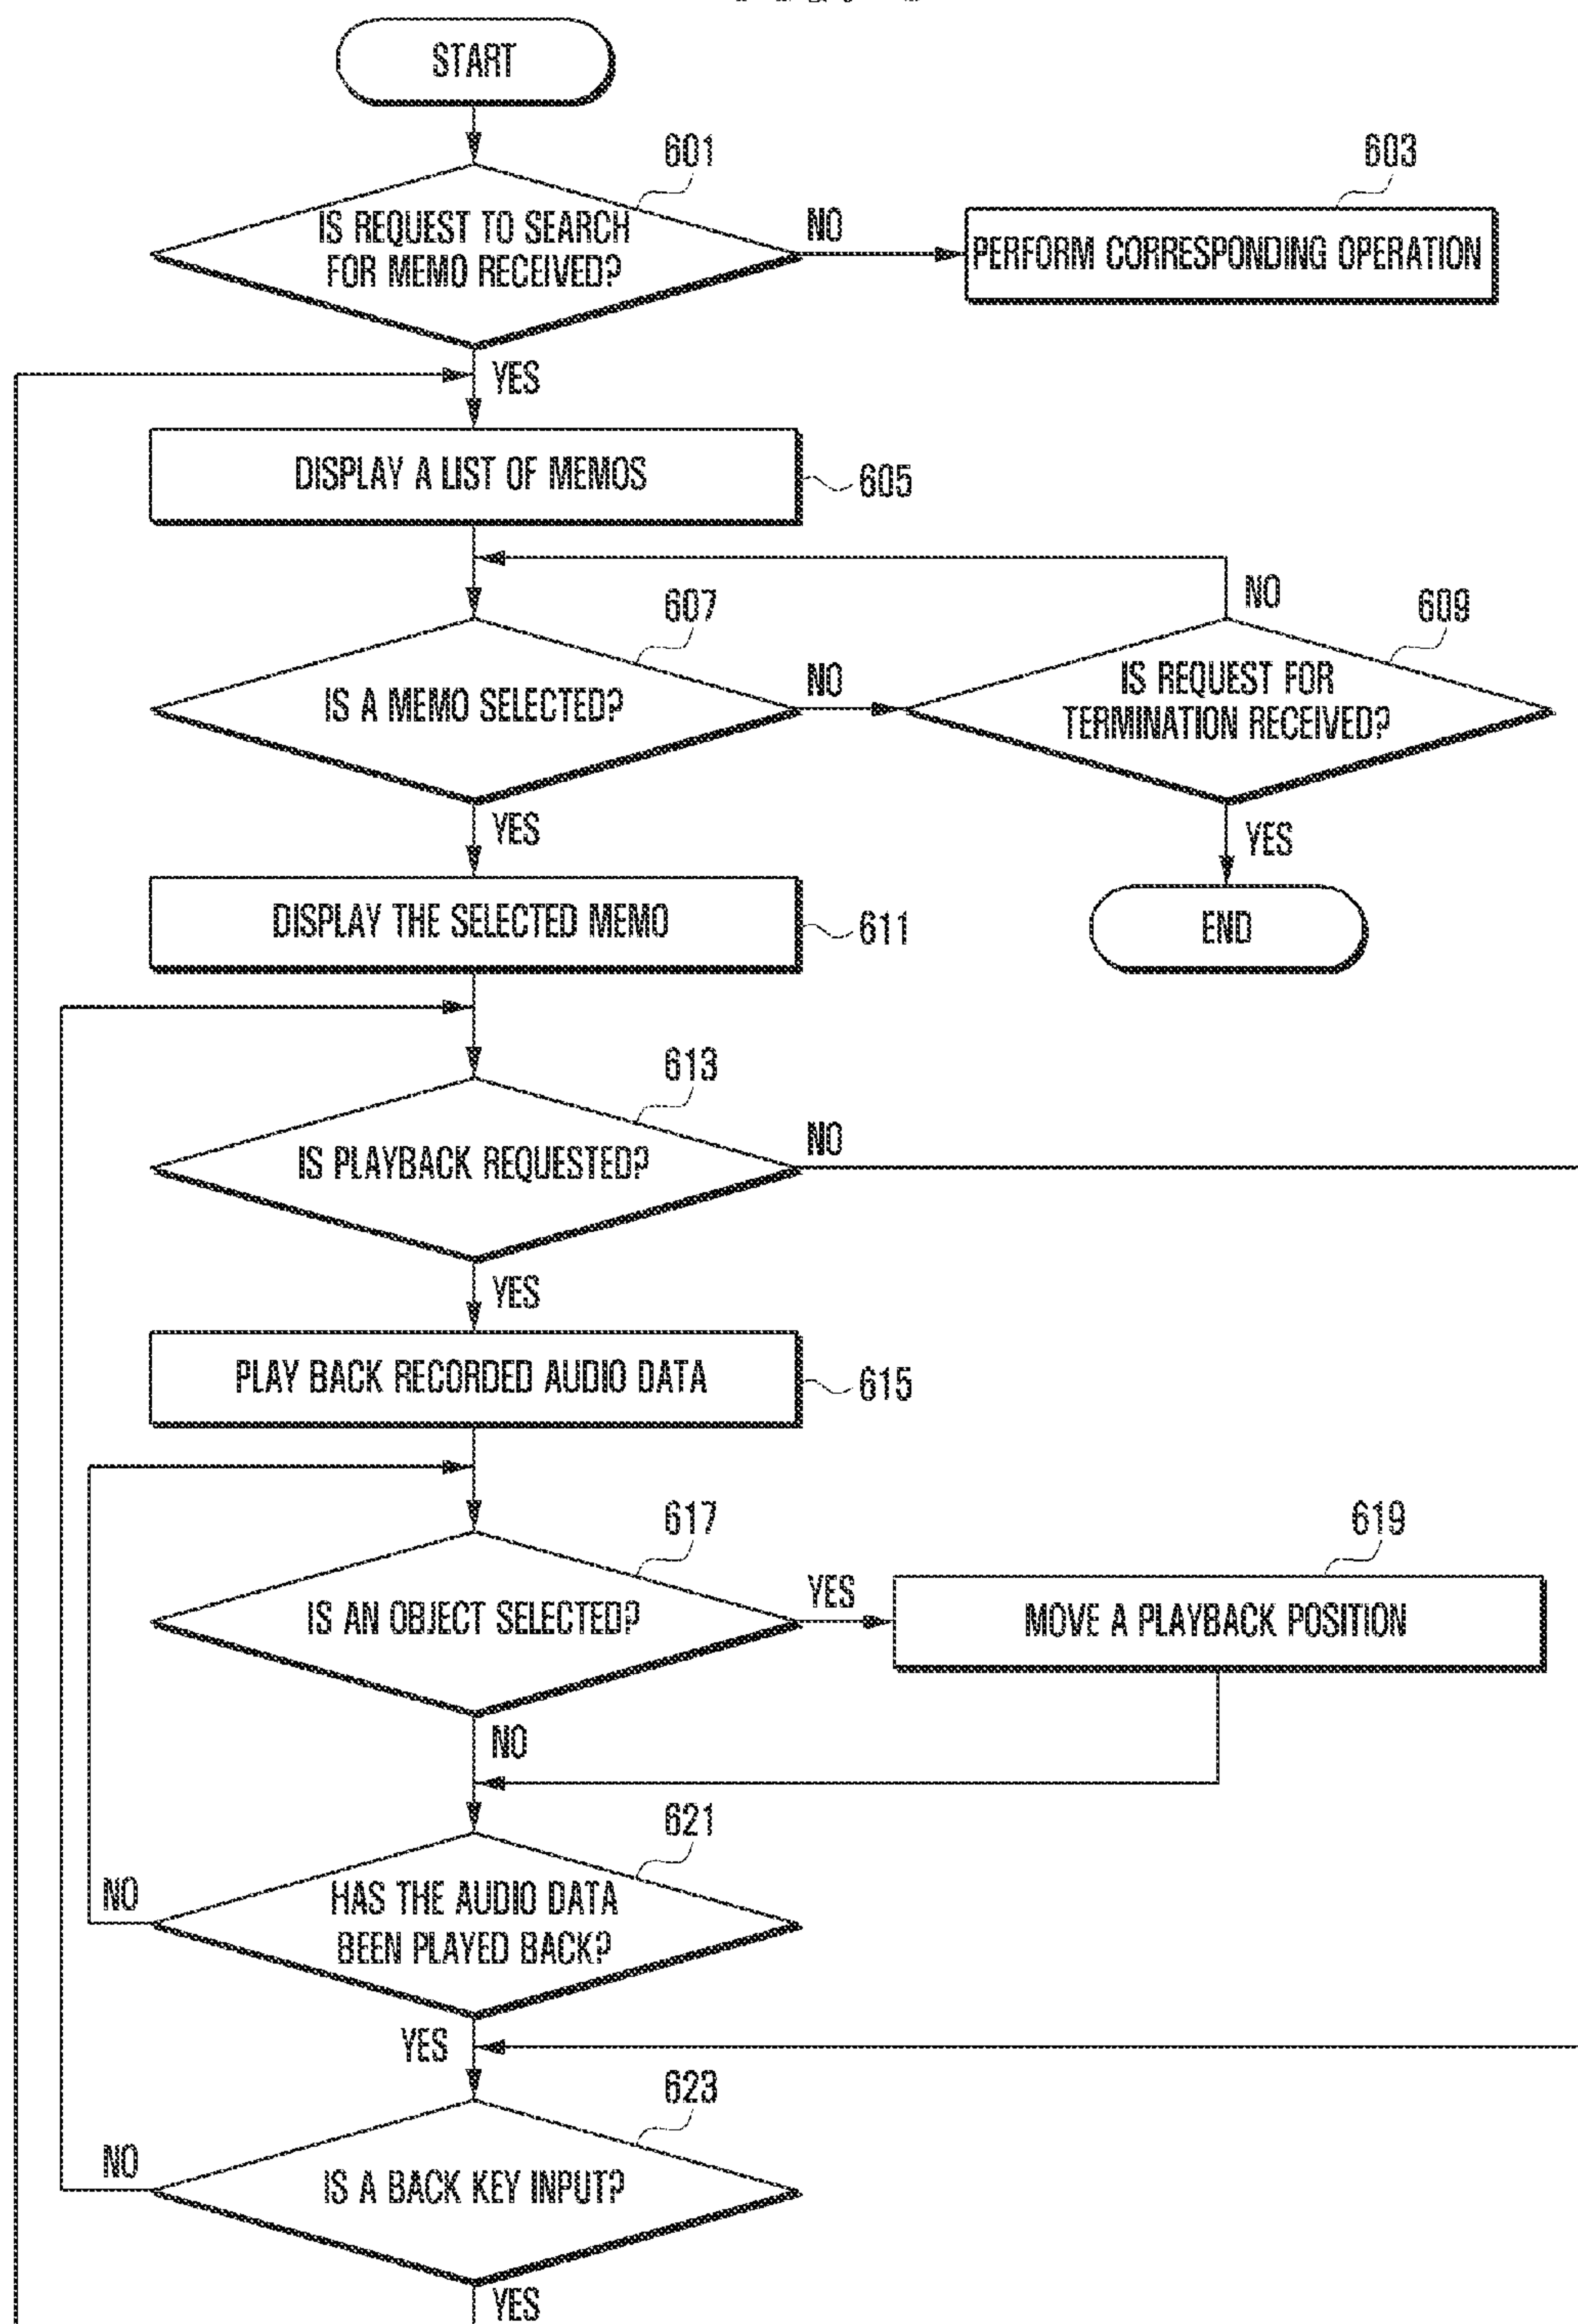 START
601
603
IS REQUEST TO SEARCH
FOR MEMO RECEIVED?
NO
PERFORM CORRESPONDING OPERATION
YES
DISPLAY A LIST OF MEMOS
605
607
NO
609
IS A MEMO SELECTED?
NO
IS REQUEST FOR
TERMINATION RECEIVED?
YES
YES
DISPLAY THE SELECTED MEMO
611
END
613
IS PLAYBACK REQUESTED?
NO
YES
PLAY BACK RECORDED AUDIO DATA
615
617
619
IS AN OBJECT SELECTED?
YES
MOVE A PLAYBACK POSITION
NO
621
NO
HAS THE AUDIO DATA
BEEN PLAYED BACK?
YES
623
NO
IS A BACK KEY INPUT?
YES